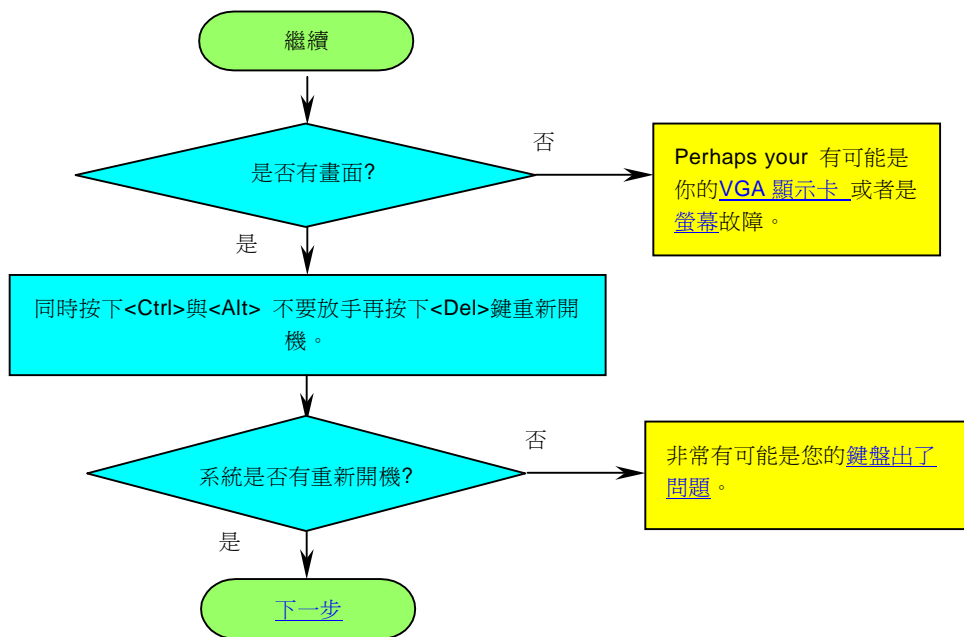 繼續
是否有畫面?
否
Perhaps your 有可能是
你的VGA 顯示卡 或者是
螢幕故障。
是
同時按下<Ctrl>與<Alt> 不要放手再按下<Del>鍵重新開
機。
系統是否有重新開機?
否
非常有可能是您的鍵盤出了
問題。
是
下一步